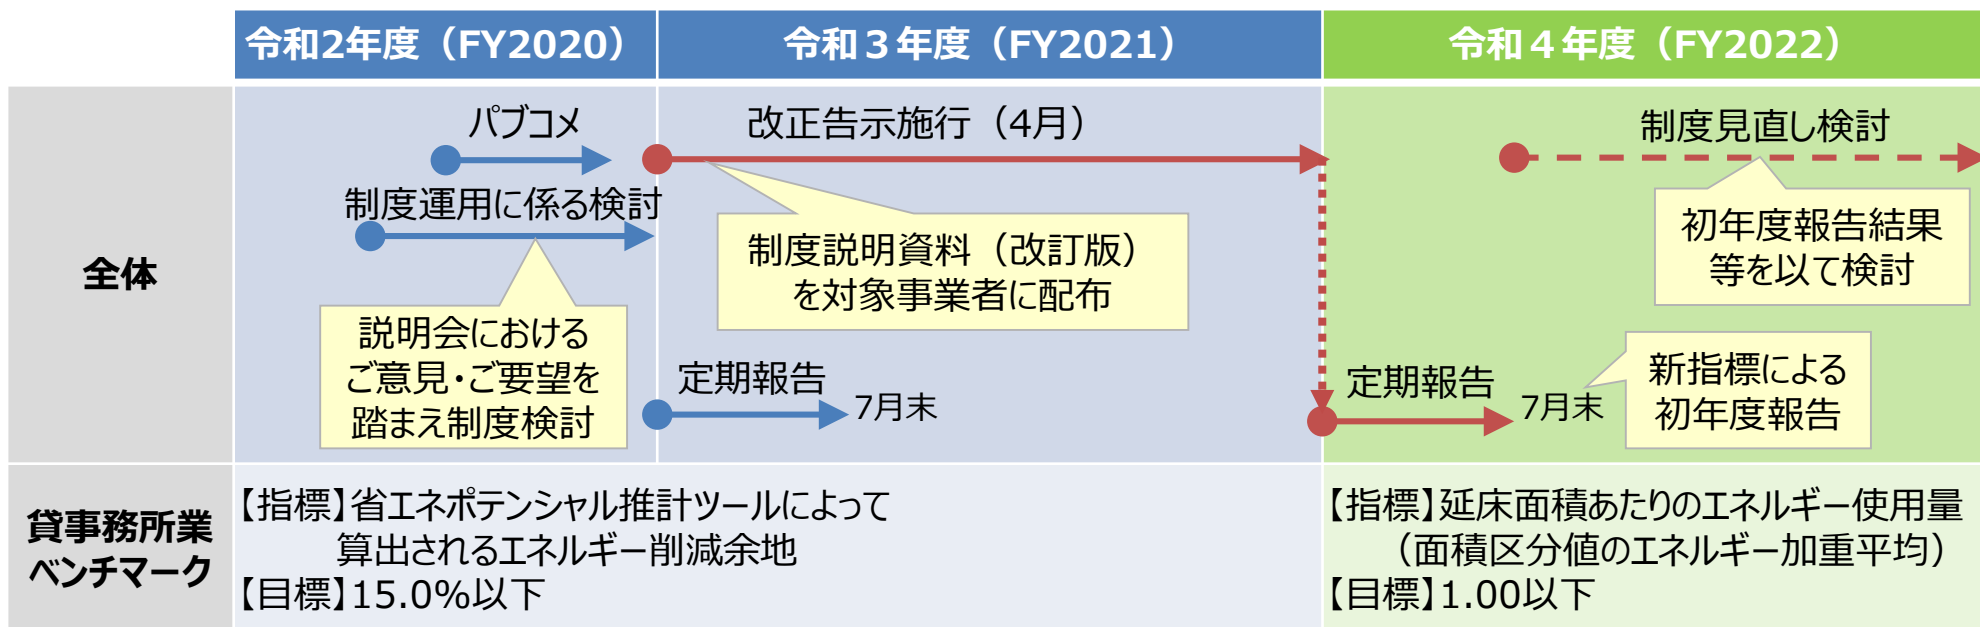 令和2年度（FY2020）
令和３年度（FY2021）
令和４年度（FY2022）
全体
パブコメ
制度運用に係る検討
説明会における
ご意見・ご要望を
踏まえ制度検討
改正告示施行（4月）
制度説明資料（改訂版）
を対象事業者に配布
定期報告
7月末
制度見直し検討
初年度報告結果
等を以て検討
定期報告
7月末
新指標による
初年度報告
貸事務所業
ベンチマーク
【指標】省エネポテンシャル推計ツールによって
算出されるエネルギー削減余地
【目標】15.0%以下
【指標】延床面積あたりのエネルギー使用量
（面積区分値のエネルギー加重平均）
【目標】1.00以下